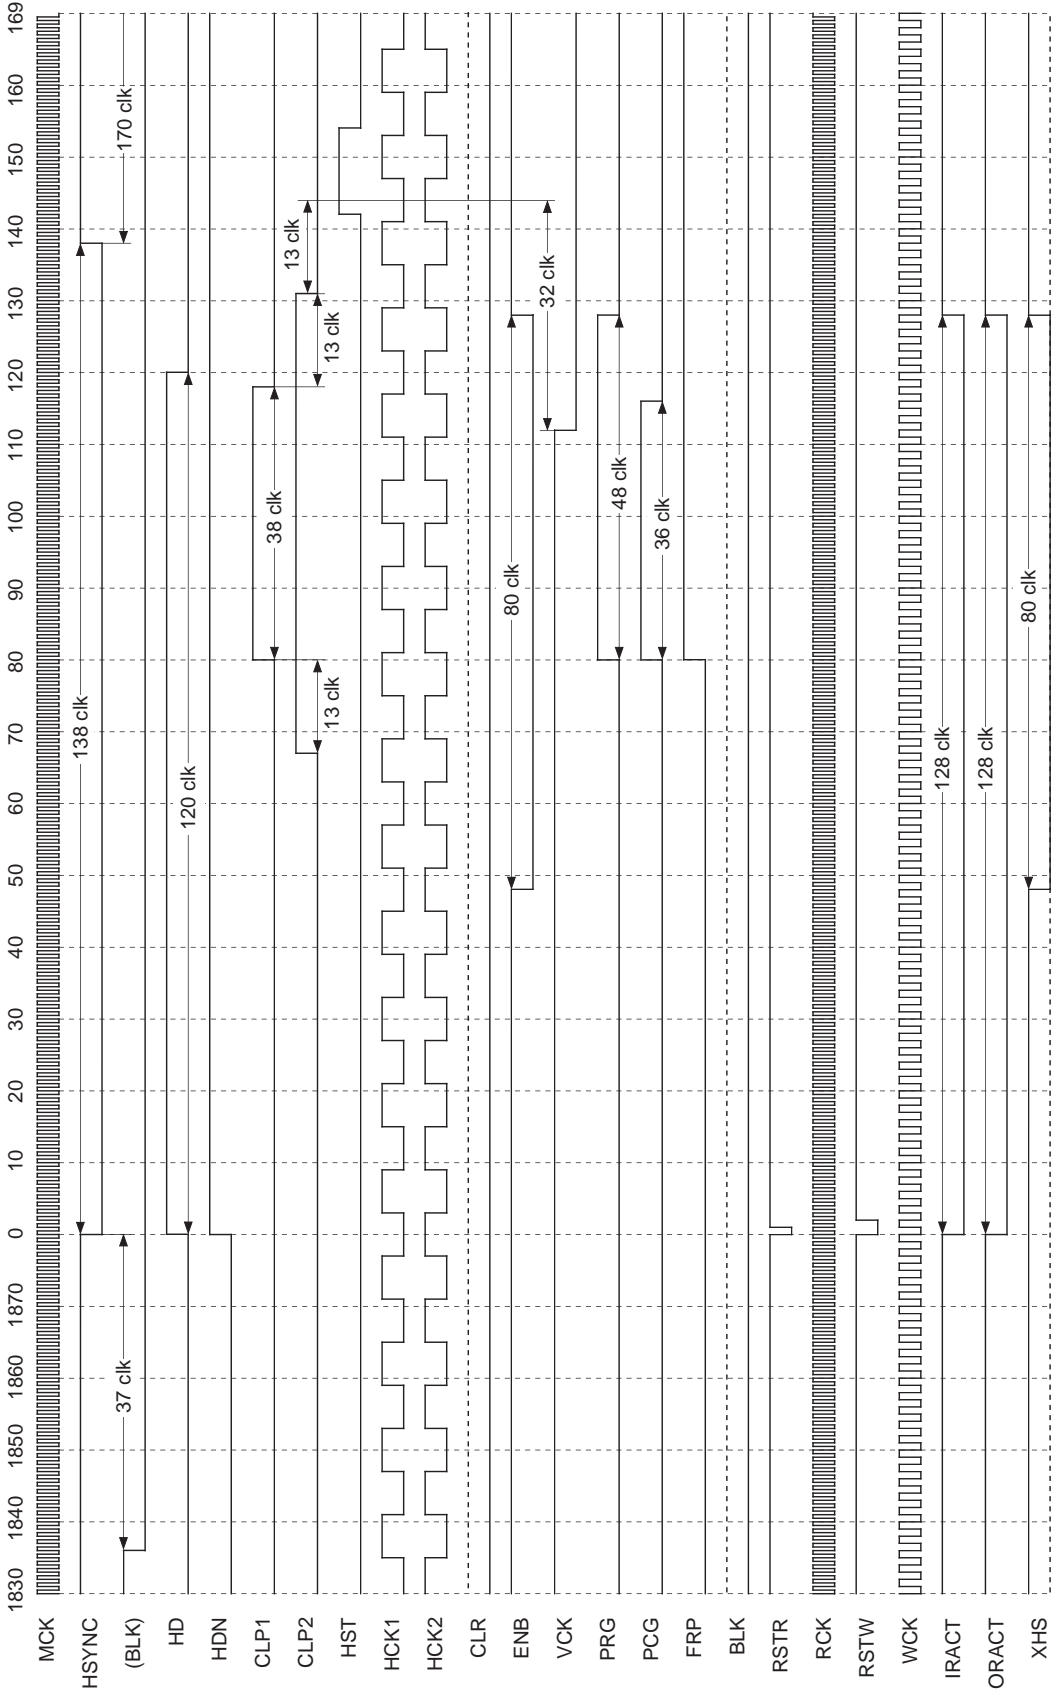 MCK
HSYNC
(BLK)
HD
HDN
CLP1
CLP2
HST
HCK1
HCK2
CLR
ENB
VCK
PRG
PCG
FRP
BLK
RSTR
RCK
RSTW
WCK
IRACT
ORACT
XHS
1830
1840
1850
1860
1870
0
10
20
30
40
50
60
70
80
90
100
110
120
130
140
150
160
169
138 clk
37 clk
170 clk
120 clk
38 clk
13 clk
13 clk
13 clk
80 clk
32 clk
48 clk
36 clk
128 clk
128 clk
80 clk